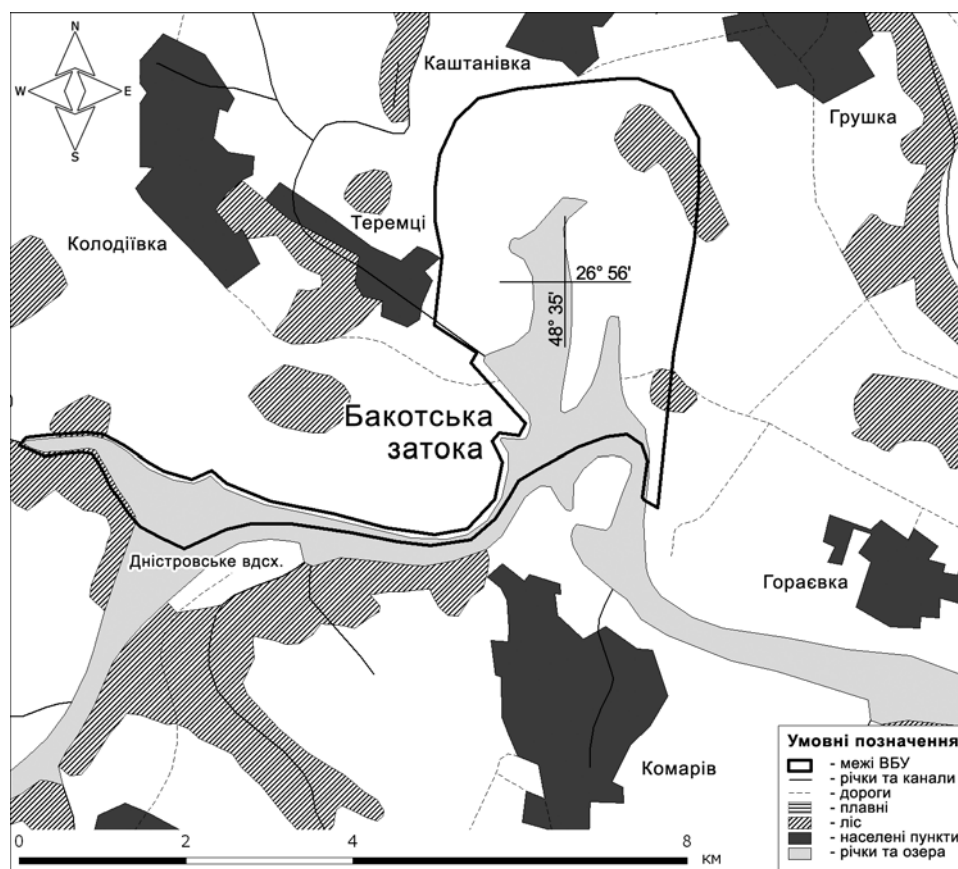 N
W
E
S
Каштанівка
Грушка
Теремці
Колодіївка
26° 56'
48° 35'
Бакотська
затока
Дністровське вдсх.
Гораєвка
Комарів
Умовні позначення
- межі ВБУ
- річки та канали
- дороги
- плавні
- ліс
- населені пункти
- річки та озера
0
2
4
8
км